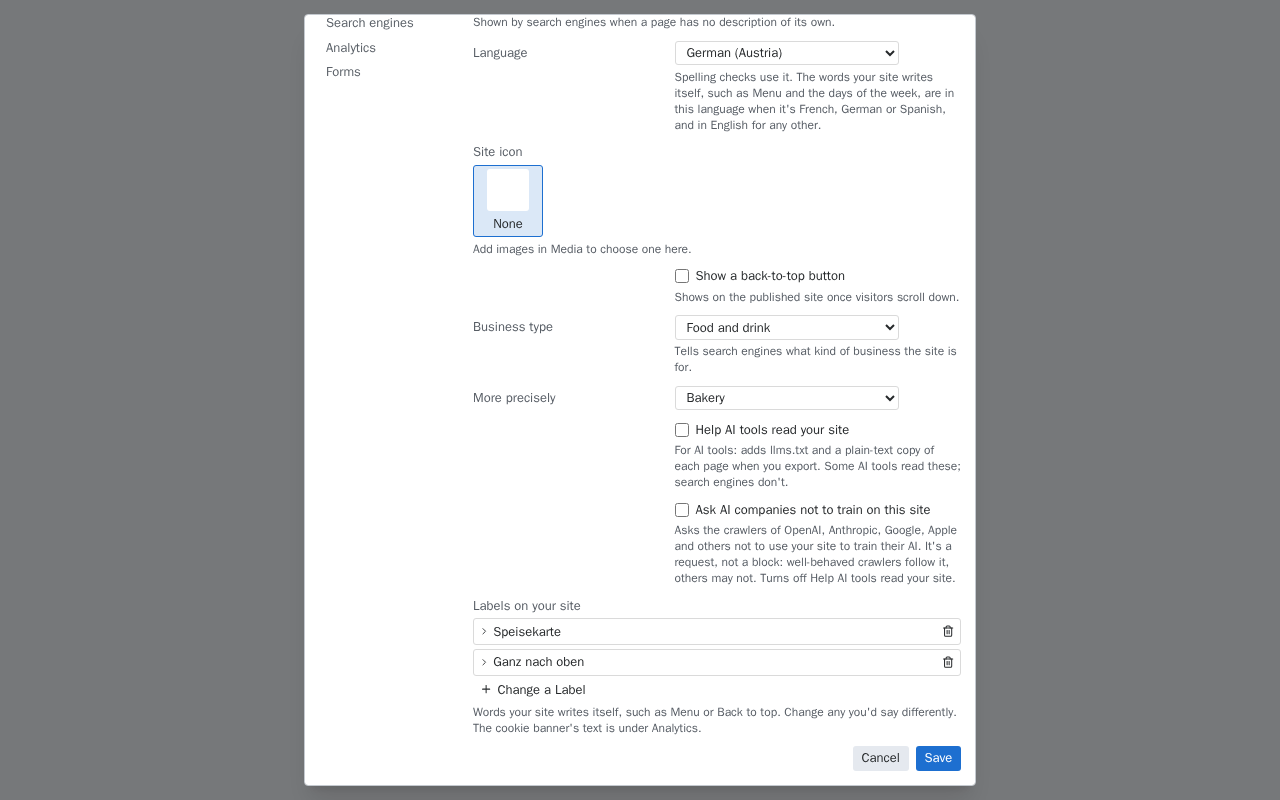 Search engines
Analytics
Forms
Shown by search engines when a page has no description of its own.
Language
German (Austria)
Spelling checks use it. The words your site writes
itself, such as Menu and the days of the week, are in
this language when it's French, German or Spanish,
and in English for any other.
Site icon
None
Add images in Media to choose one here.
Show a back-to-top button
Shows on the published site once visitors scroll down.
Business type
Food and drink
Tells search engines what kind of business the site is
for.
More precisely
Bakery
Help AI tools read your site
For AI tools: adds llms.txt and a plain-text copy of
each page when you export. Some AI tools read these;
search engines don't.
Ask AI companies not to train on this site
Asks the crawlers of OpenAI, Anthropic, Google, Apple
and others not to use your site to train their AI. It's a
request, not a block: well-behaved crawlers follow it,
others may not. Turns off Help AI tools read your site.
Labels on your site
Speisekarte
Ganz nach oben
Change a Label
Words your site writes itself, such as Menu or Back to top. Change any you'd say differently.
The cookie banner's text is under Analytics.
Cancel
Save